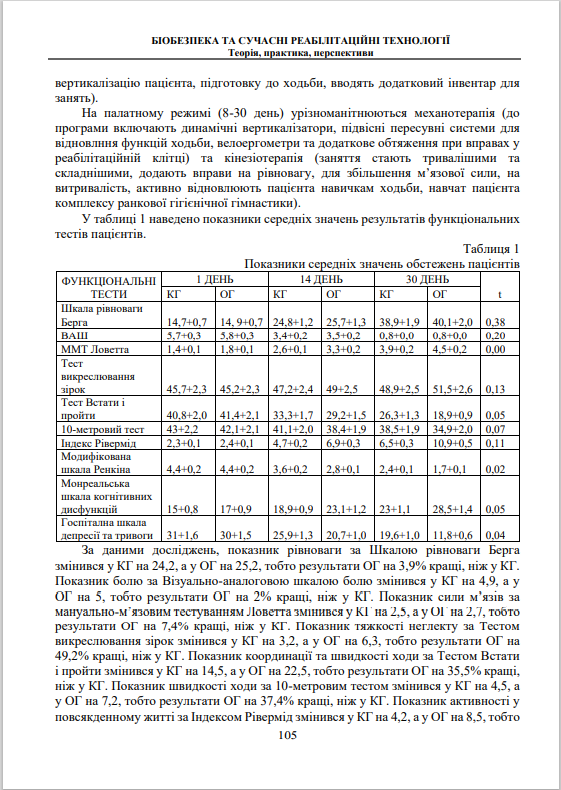 БІОБЕЗПЕКА ТА СУЧАСНІ РЕАБІЛІТАЦІЙНІ ТЕХНОЛОГІЇ
Теорія, практика, перспективи
вертикалізацію пацієнта, підготовку до ходьби, вводять додатковий інвентар для
занять).
На палатному режимі (8-30 день) урізноманітнюються механотерапія (до
програми включають динамічні вертикалізатори, підвісні пересувні системи для
відновлння функцій ходьби, велоергометри та додаткове обтяження при вправах у
реабілітаційній клітці) та кінезіотерапія (заняття стають тривалішими та
складнішими, додають вправи на рівновагу, для збільшення м’язової сили, на
витривалість, активно відновлюють пацієнта навичкам ходьби, навчат пацієнта
комплексу ранкової гігієнічної гімнастики).
У таблиці 1 наведено показники середніх значень результатів функціональних
тестів пацієнтів.
Таблиця 1
Показники середніх значень обстежень пацієнтів
ФУНКЦІОНАЛЬНІ 1 ДЕНЬ 14 ДЕНЬ 30 ДЕНЬ
ТЕСТИ КГ ОГ КГ ОГ КГ ОГ t
Шкала рівноваги
Берга 14,7+0,7 14, 9+0,7 24,8+1,2 25,7+1,3 38,9+1,9 40,1+2,0 0,38
ВАШ 5,7+0,3 5,8+0,3 3,4+0,2 3,5+0,2 0,8+0,0 0,8+0,0 0,20
ММТ Ловетта 1,4+0,1 1,8+0,1 2,6+0,1 3,3+0,2 3,9+0,2 4,5+0,2 0,00
Тест
викреслювання
зірок 45,7+2,3 45,2+2,3 47,2+2,4 49+2,5 48,9+2,5 51,5+2,6 0,13
Тест Встати і
пройти 40,8+2,0 41,4+2,1 33,3+1,7 29,2+1,5 26,3+1,3 18,9+0,9 0,05
10-метровий тест 43+2,2 42,1+2,1 41,1+2,0 38,4+1,9 38,5+1,9 34,9+2,0 0,07
Індекс Рівермід 2,3+0,1 2,4+0,1 4,7+0,2 6,9+0,3 6,5+0,3 10,9+0,5 0,11
Модифікована
шкала Ренкіна 4,4+0,2 4,4+0,2 3,6+0,2 2,8+0,1 2,4+0,1 1,7+0,1 0,02
Монреальська
шкала когнітивних
дисфункцій 15+0,8 17+0,9 18,9+0,9 23,1+1,2 23+1,1 28,5+1,4 0,05
Госпітальна шкала
депресії та тривоги 31+1,6 30+1,5 25,9+1,3 20,7+1,0 19,6+1,0 11,8+0,6 0,04
За даними досліджень, показник рівноваги за Шкалою рівноваги Берга
змінився у КГ на 24,2, а у ОГ на 25,2, тобто результати ОГ на 3,9% кращі, ніж у КГ.
Показник болю за Візуально-аналоговою шкалою болю змінився у КГ на 4,9, а у
ОГ на 5, тобто результати ОГ на 2% кращі, ніж у КГ. Показник сили м’язів за
мануально-м’язовим тестуванням Ловетта змінився у КГ на 2,5, а у ОГ на 2,7, тобто
результати ОГ на 7,4% кращі, ніж у КГ. Показник тяжкості неглекту за Тестом
викреслювання зірок змінився у КГ на 3,2, а у ОГ на 6,3, тобто результати ОГ на
49,2% кращі, ніж у КГ. Показник координації та швидкості ходи за Тестом Встати
і пройти змінився у КГ на 14,5, а у ОГ на 22,5, тобто результати ОГ на 35,5% кращі,
ніж у КГ. Показник швидкості ходи за 10-метровим тестом змінився у КГ на 4,5, а
у ОГ на 7,2, тобто результати ОГ на 37,4% кращі, ніж у КГ. Показник активності у
повсякденному житті за Індексом Рівермід змінився у КГ на 4,2, а у ОГ на 8,5, тобто
105